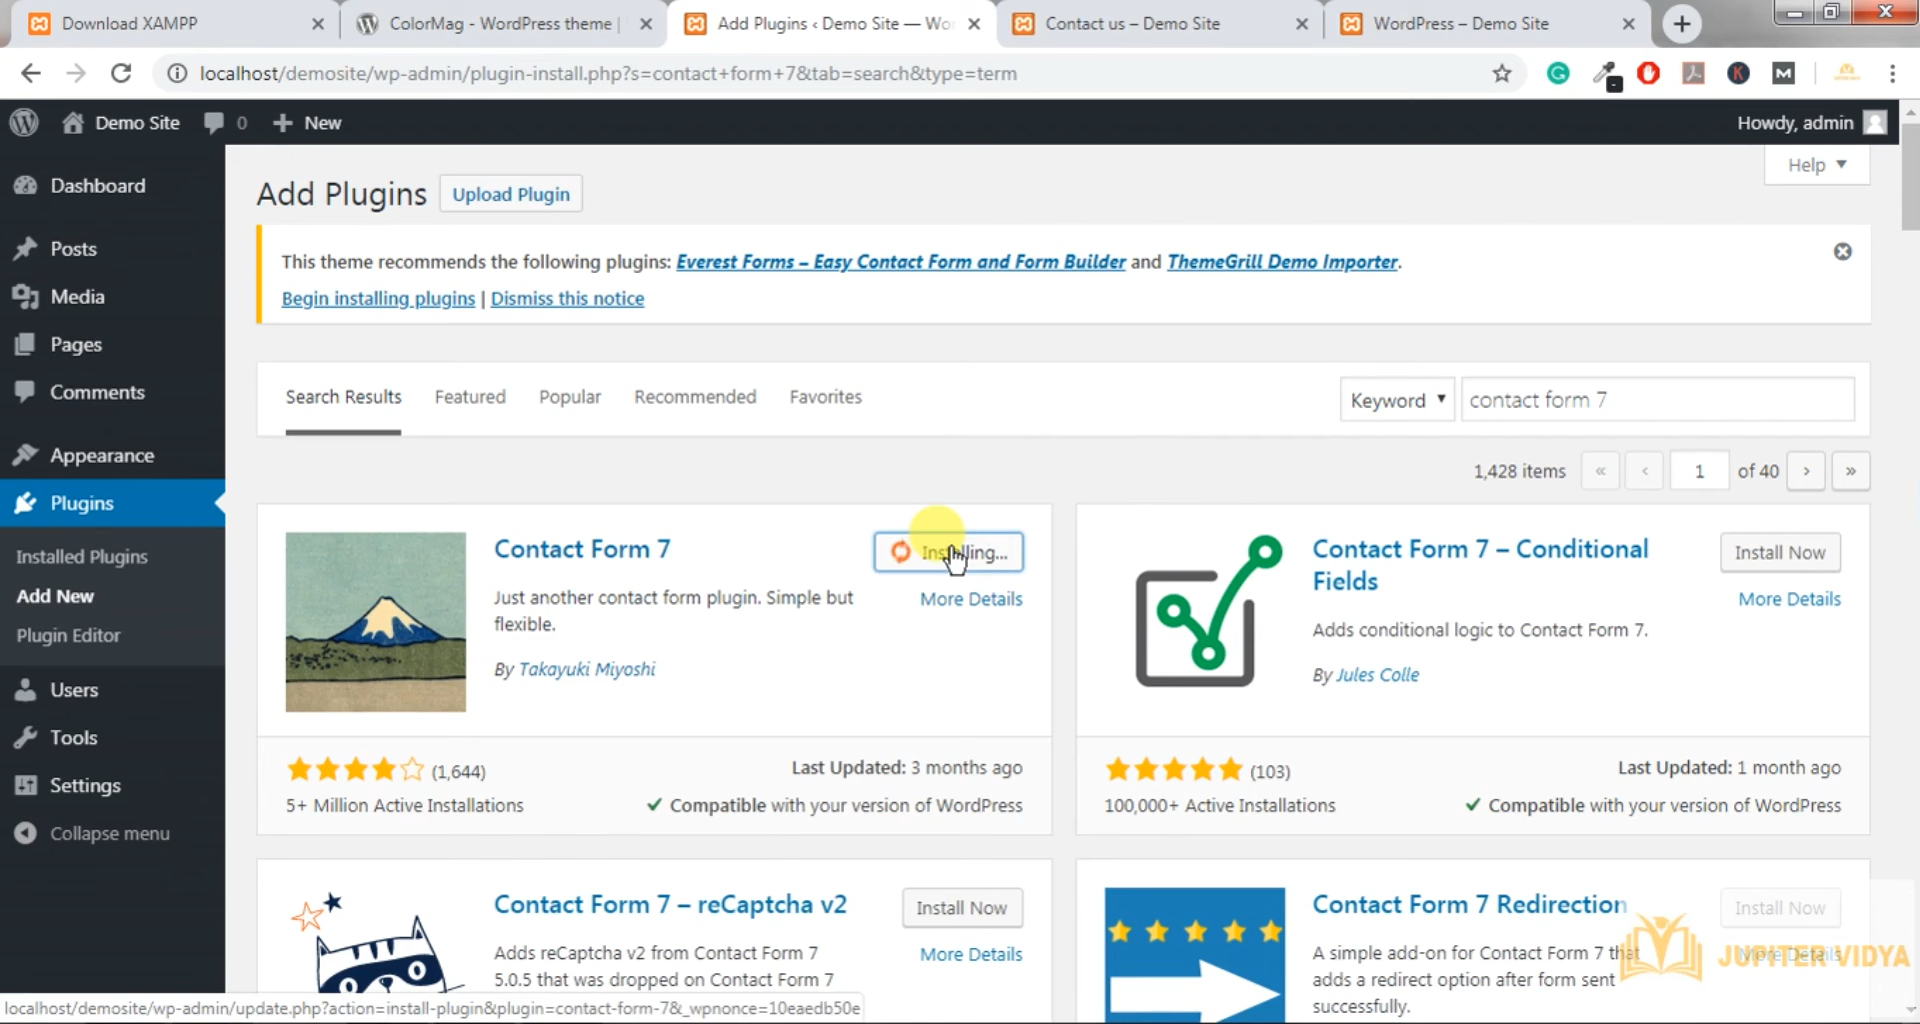 Download XAMPP
ColorMag - WordPress theme |
Add Plugins ‹ Demo Site — Wor
Contact us – Demo Site
WordPress – Demo Site
localhost/demosite/wp-admin/plugin-install.php?s=contact+form+7&tab=search&type=term
Demo Site
0
New
Howdy, admin
Help
Dashboard
Posts
Media
Pages
Comments
Appearance
Plugins
Installed Plugins
Add New
Plugin Editor
Users
Tools
Settings
Collapse menu
Add Plugins
Upload Plugin
This theme recommends the following plugins: Everest Forms – Easy Contact Form and Form Builder and ThemeGrill Demo Importer.
Begin installing plugins | Dismiss this notice
Search Results
Featured
Popular
Recommended
Favorites
Keyword
contact form 7
1,428 items
«
‹
1
of 40
›
»
Contact Form 7
Installing...
More Details
Just another contact form plugin. Simple but
flexible.
By Takayuki Miyoshi
(1,644)
Last Updated: 3 months ago
5+ Million Active Installations
Compatible with your version of WordPress
Contact Form 7 – Conditional
Fields
Install Now
More Details
Adds conditional logic to Contact Form 7.
By Jules Colle
(103)
Last Updated: 1 month ago
100,000+ Active Installations
Compatible with your version of WordPress
Contact Form 7 – reCaptcha v2
Install Now
More Details
Adds reCaptcha v2 from Contact Form 7
5.0.5 that was dropped on Contact Form 7
Contact Form 7 Redirection
Install Now
More Details
A simple add-on for Contact Form 7 that
adds a redirect option after form sent
successfully.
JUPITER VIDYA
localhost/demosite/wp-admin/update.php?action=install-plugin&plugin=contact-form-7&_wpnonce=10eaedb50e